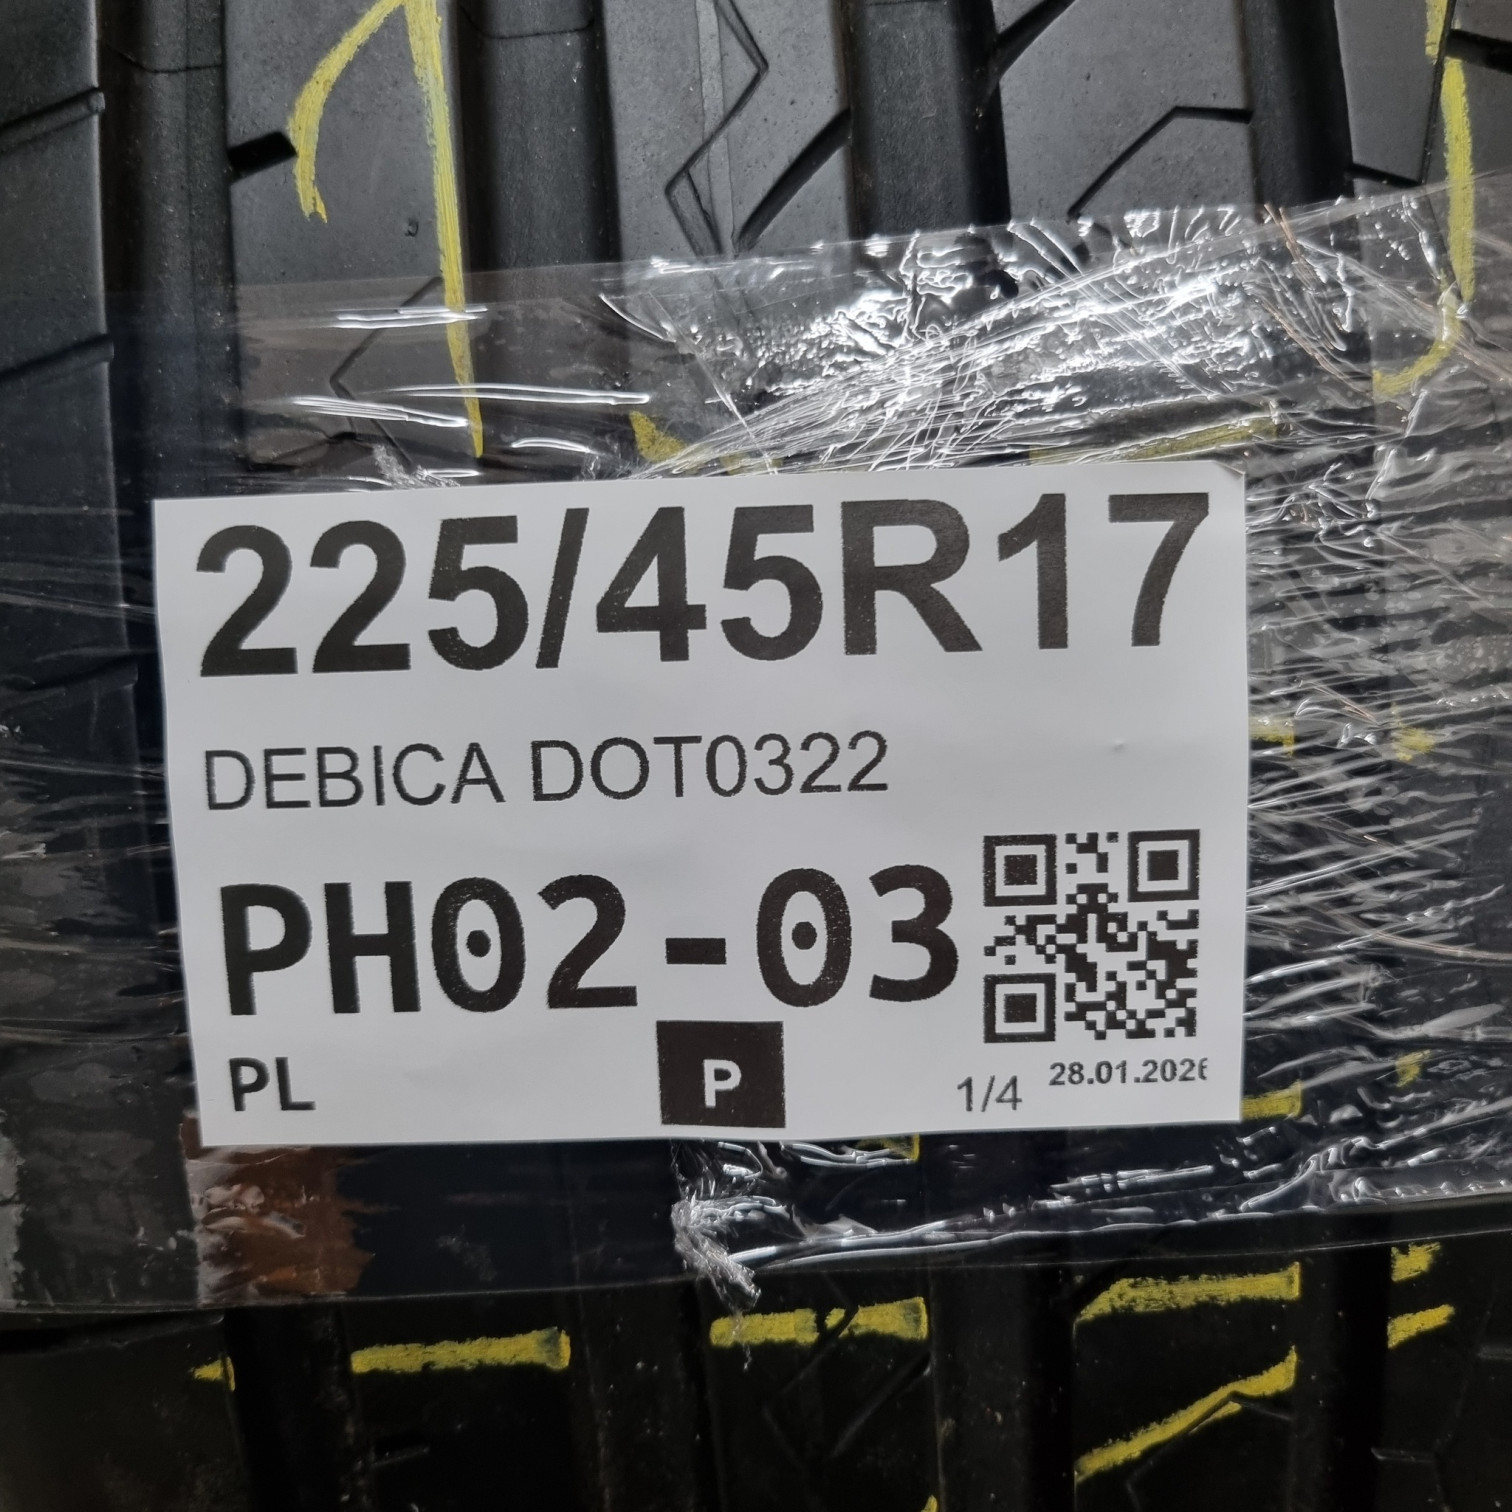 225/45R17
DEBICA DOT0322
PH02-03
PL P 1/4 28.01.2026